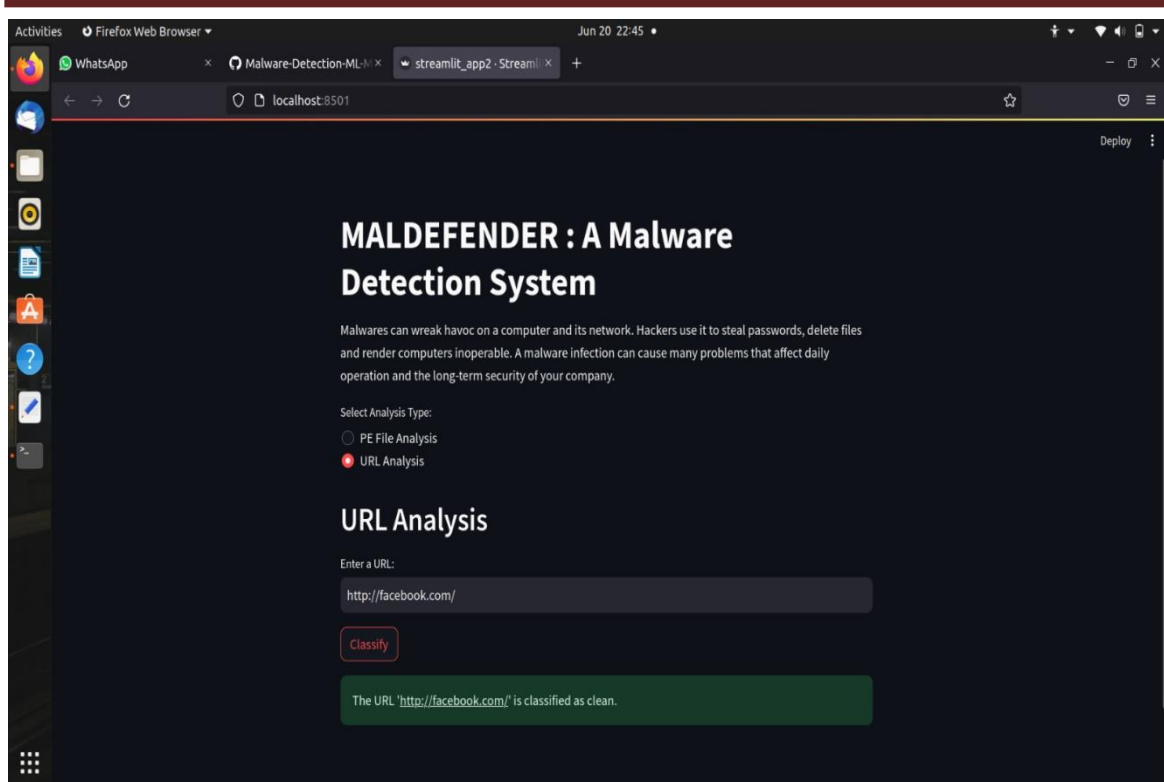 Activities Firefox Web Browser Jun 20 22:45
WhatsApp Malware-Detection-ML-M streamlit_app2 · Streamli
localhost:8501
Deploy
MALDEFENDER : A Malware
Detection System
Malwares can wreak havoc on a computer and its network. Hackers use it to steal passwords, delete files
and render computers inoperable. A malware infection can cause many problems that affect daily
operation and the long-term security of your company.
Select Analysis Type:
PE File Analysis
URL Analysis
URL Analysis
Enter a URL:
http://facebook.com/
Classify
The URL 'http://facebook.com/' is classified as clean.